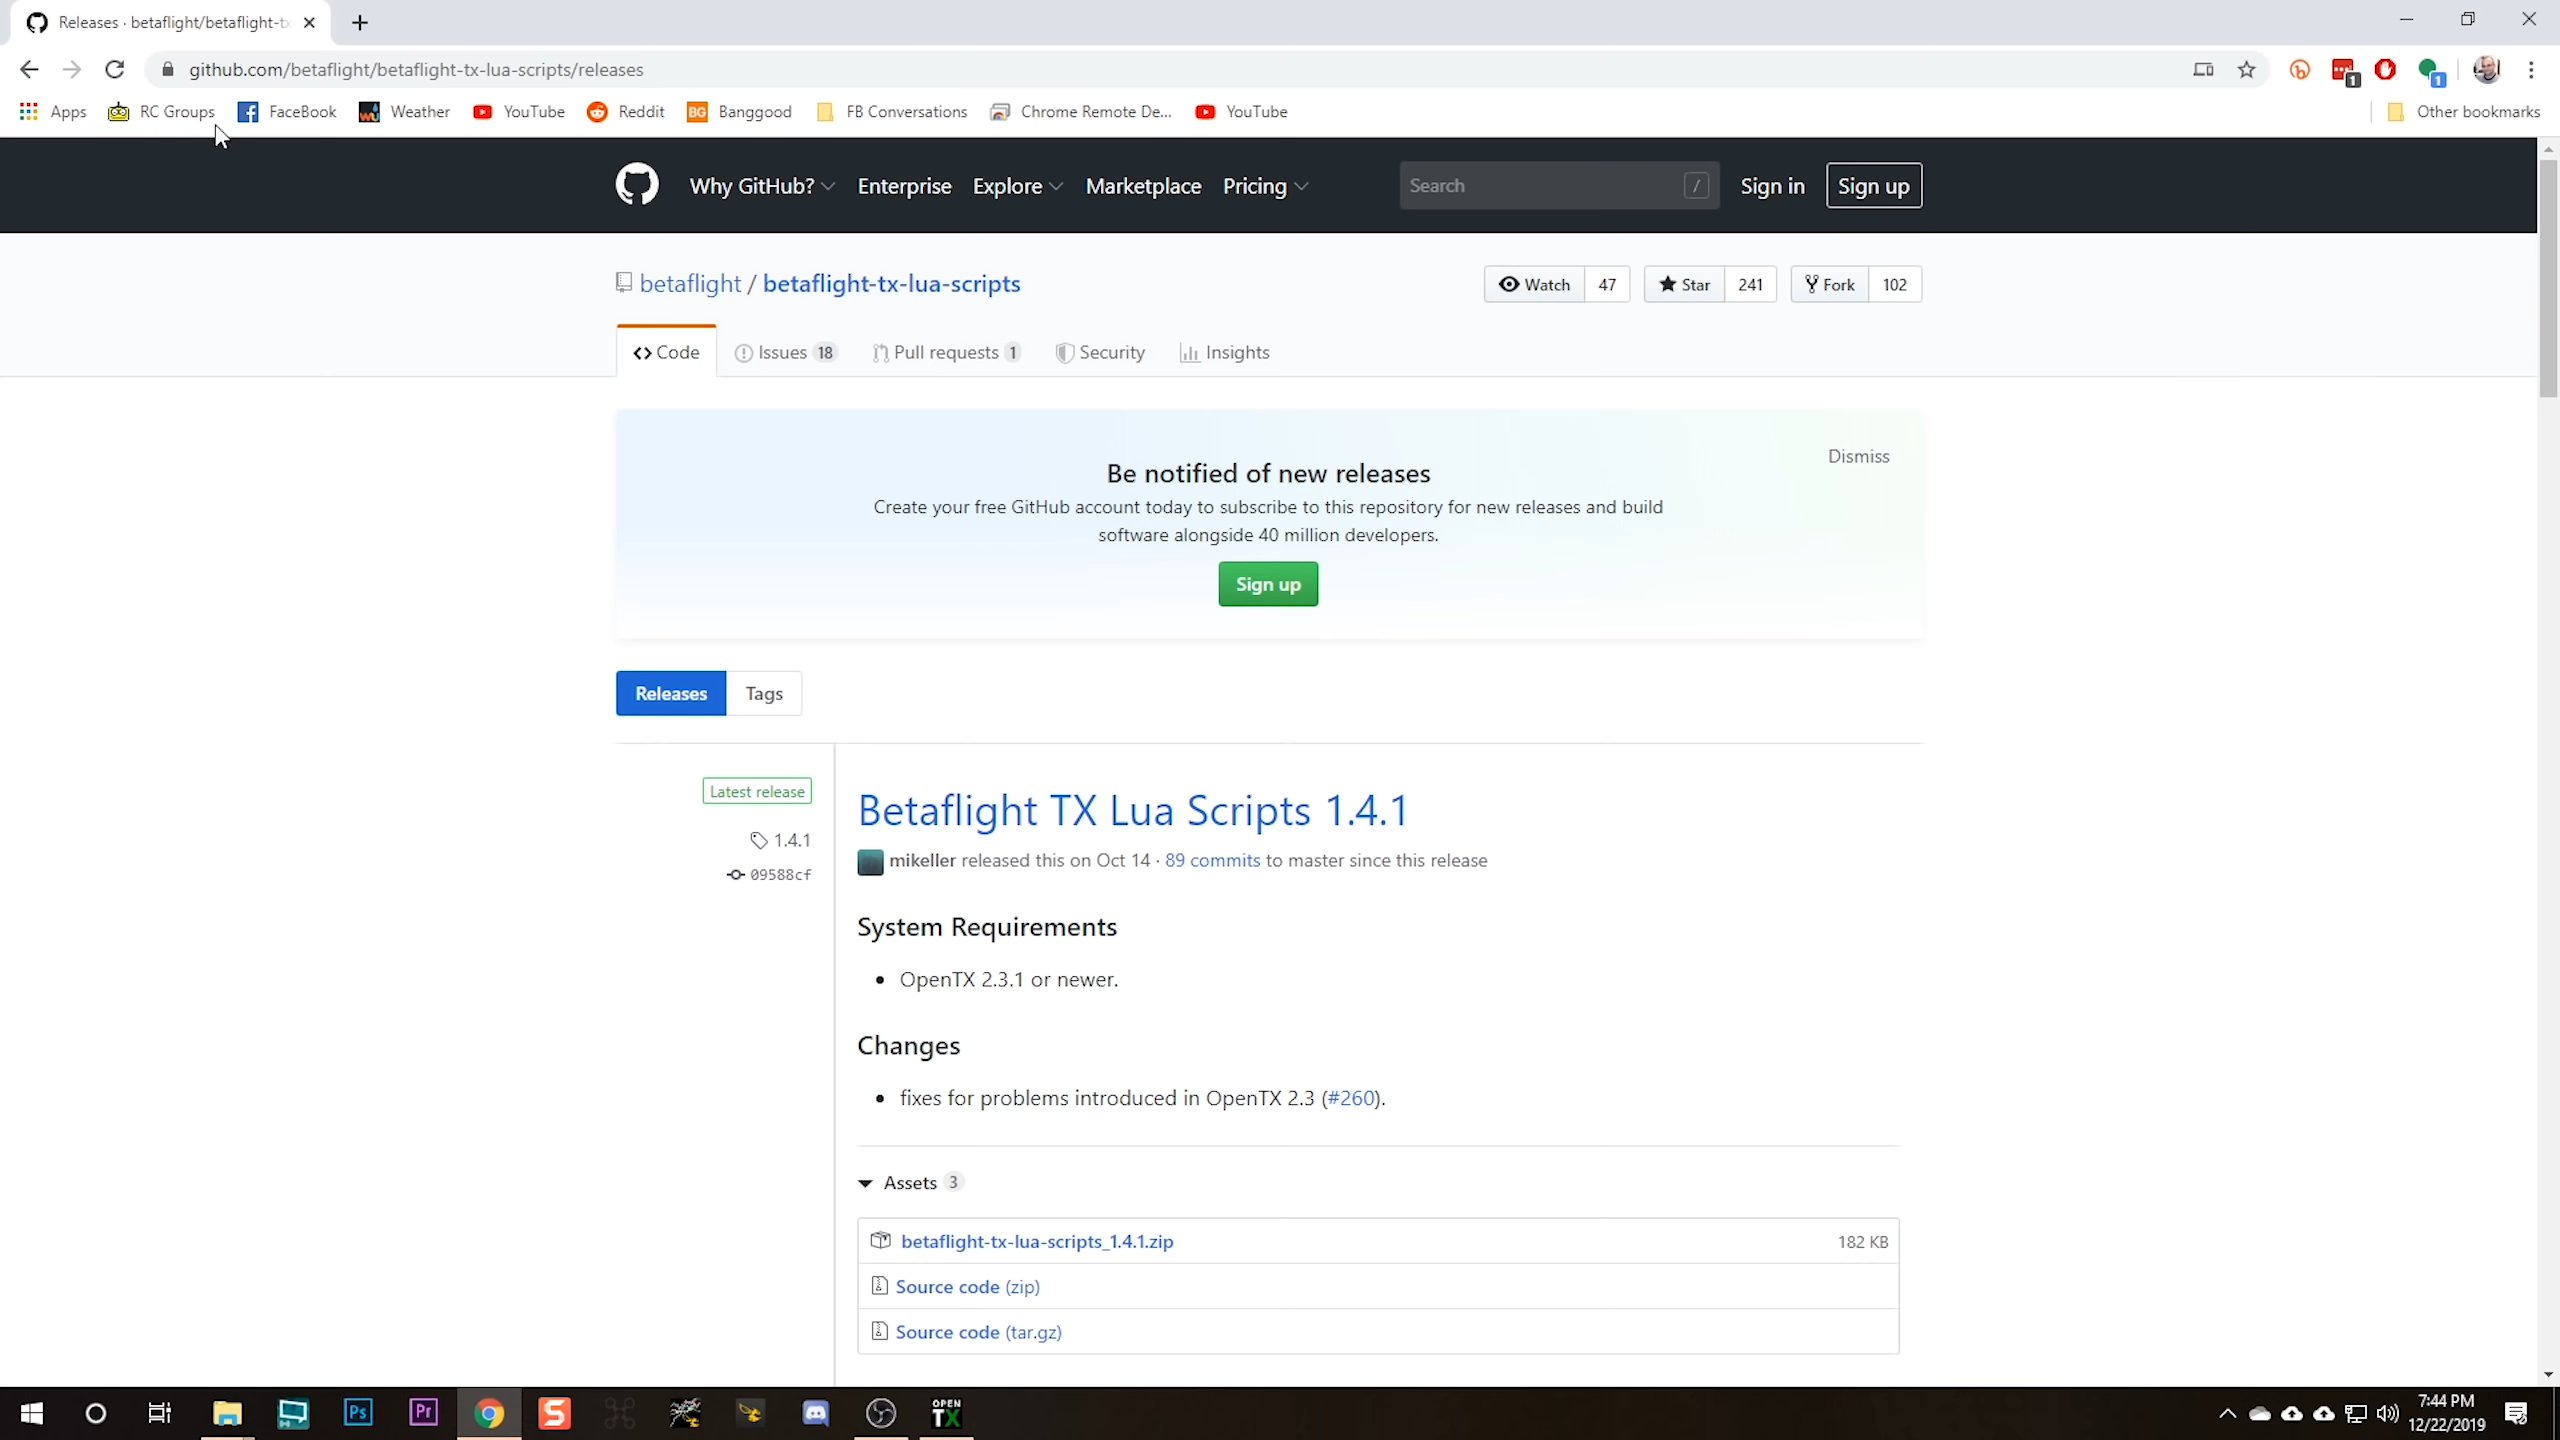 Releases · betaflight/betaflight-tx
github.com/betaflight/betaflight-tx-lua-scripts/releases
1
1
Apps
RC Groups
FaceBook
Weather
YouTube
Reddit
BG
Banggood
FB Conversations
Chrome Remote De...
YouTube
Other bookmarks
Why GitHub?
Enterprise
Explore
Marketplace
Pricing
Search
/
Sign in
Sign up
betaflight / betaflight-tx-lua-scripts
Watch 47
Star 241
Fork 102
Code
Issues 18
Pull requests 1
Security
Insights
Be notified of new releases
Dismiss
Create your free GitHub account today to subscribe to this repository for new releases and build
software alongside 40 million developers.
Sign up
Releases
Tags
Latest release
1.4.1
09588cf
Betaflight TX Lua Scripts 1.4.1
mikeller released this on Oct 14 · 89 commits to master since this release
System Requirements
• OpenTX 2.3.1 or newer.
Changes
• fixes for problems introduced in OpenTX 2.3 (#260).
Assets 3
betaflight-tx-lua-scripts_1.4.1.zip
182 KB
Source code (zip)
Source code (tar.gz)
Ps
Pr
S
OPEN
TX
7:44 PM
12/22/2019